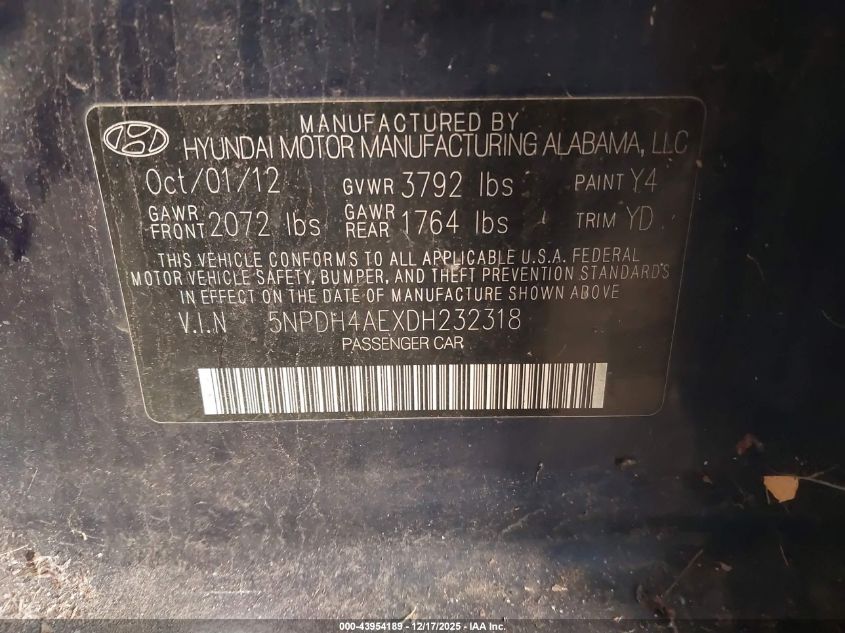 MANUFACTURED BY
HYUNDAI MOTOR MANUFACTURING ALABAMA, LLC
Oct/01/12 GVWR 3792 lbs PAINT Y4
GAWR FRONT 2072 lbs GAWR REAR 1764 lbs TRIM YD
THIS VEHICLE CONFORMS TO ALL APPLICABLE U.S.A. FEDERAL
MOTOR VEHICLE SAFETY, BUMPER, AND THEFT PREVENTION STANDARDS
IN EFFECT ON THE DATE OF MANUFACTURE SHOWN ABOVE
V.I.N 5NPDH4AEXDH232318
PASSENGER CAR
000-43954189 - 12/17/2025 - IAA Inc.